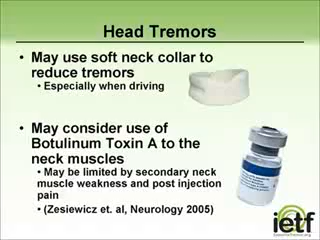 Head Tremors
• May use soft neck collar to
reduce tremors
• Especially when driving
• May consider use of
Botulinum Toxin A to the
neck muscles
• May be limited by secondary neck
muscle weakness and post injection
pain
• (Zesiewicz et. al, Neurology 2005)
ietf